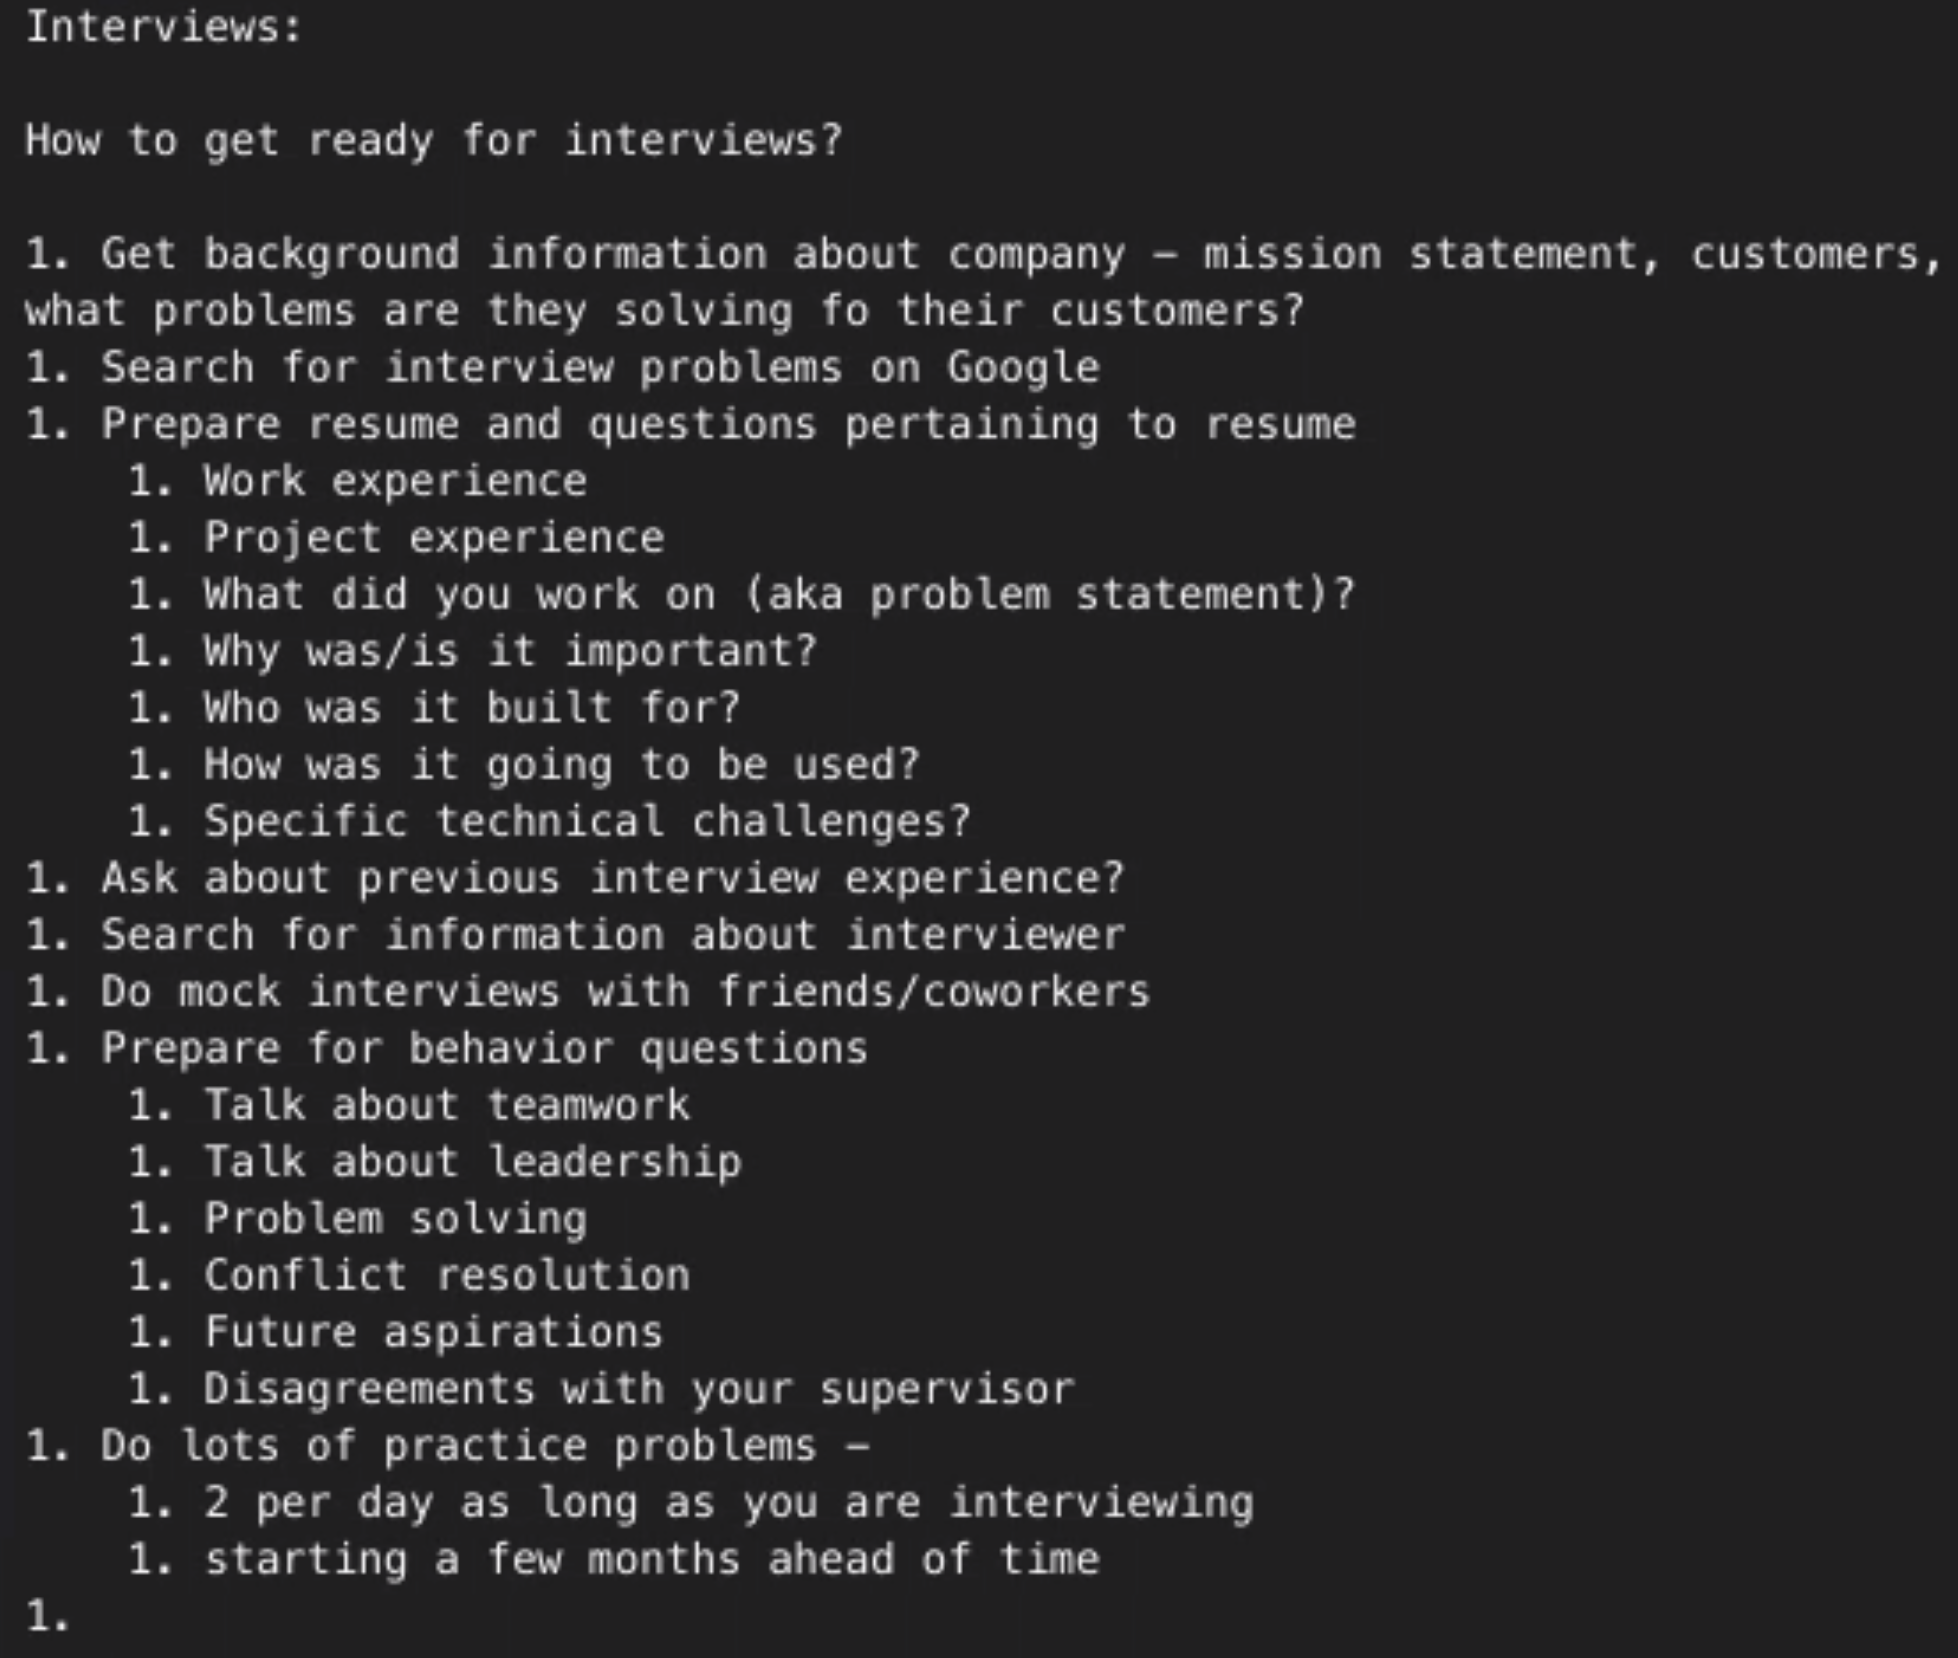 Interviews:
How to get ready for interviews?
1. Get background information about company – mission statement, customers,
what problems are they solving fo their customers?
1. Search for interview problems on Google
1. Prepare resume and questions pertaining to resume
1. Work experience
1. Project experience
1. What did you work on (aka problem statement)?
1. Why was/is it important?
1. Who was it built for?
1. How was it going to be used?
1. Specific technical challenges?
1. Ask about previous interview experience?
1. Search for information about interviewer
1. Do mock interviews with friends/coworkers
1. Prepare for behavior questions
1. Talk about teamwork
1. Talk about leadership
1. Problem solving
1. Conflict resolution
1. Future aspirations
1. Disagreements with your supervisor
1. Do lots of practice problems –
1. 2 per day as long as you are interviewing
1. starting a few months ahead of time
1.